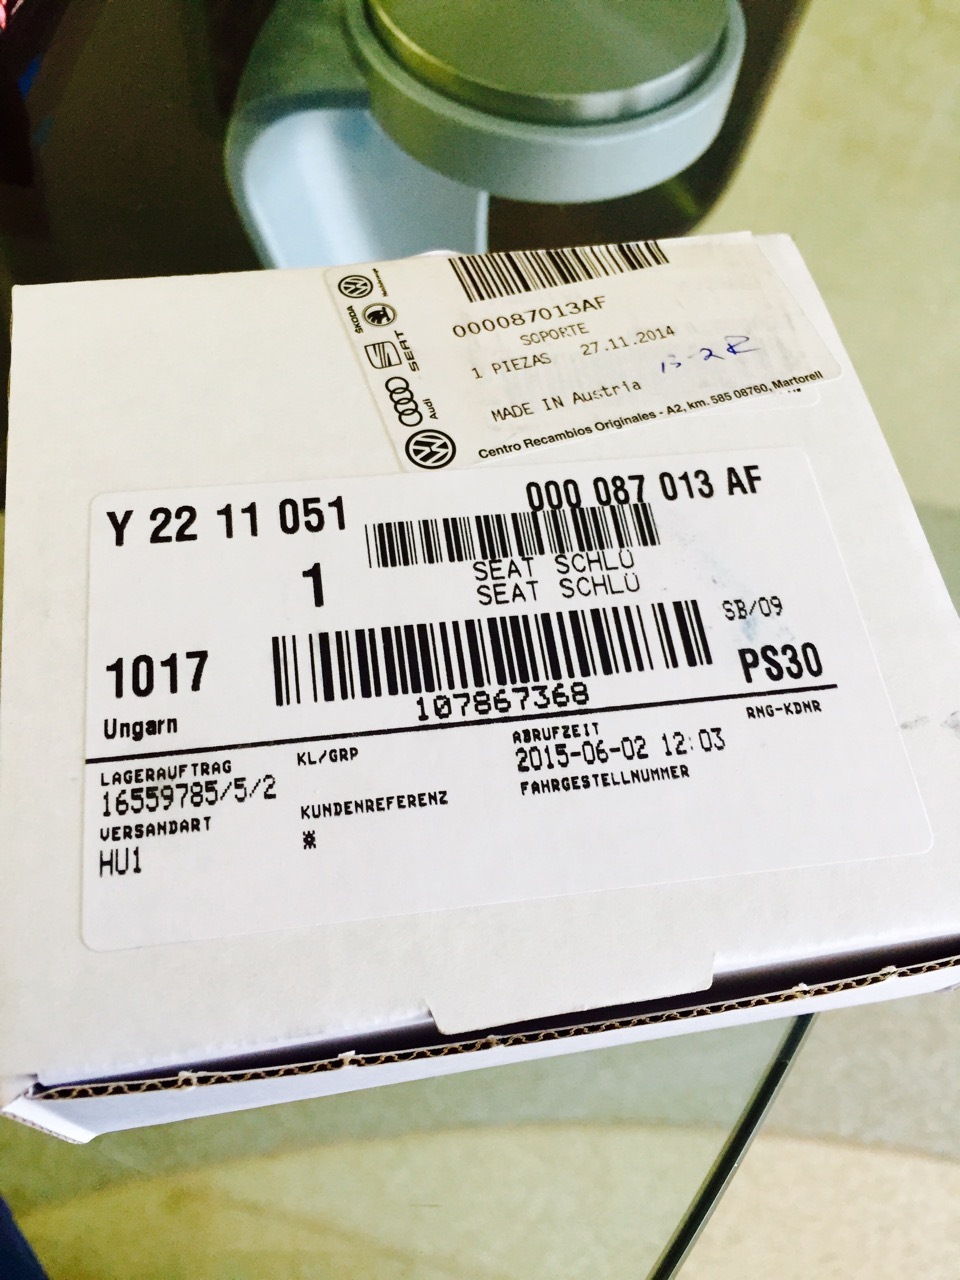 ŠKODA
SEAT
Audi
000087013AF
SOPORTE
1 PIEZAS 27.11.2014
MADE IN Austria
Centro Recambios Originales - A2, km. 585 08760, Martorell
Y 22 11 051
000 087 013 AF
1
SEAT SCHLÜ
SEAT SCHLÜ
SB/09
1017
PS30
Ungarn
107867368
LAGERAUFTRAG
KL/GRP
ABRUFZEIT
RNG-KDNR
16559785/5/2
2015-06-02 12:03
VERSANDART
KUNDENREFERENZ
FAHRGESTELLNUMMER
HU1